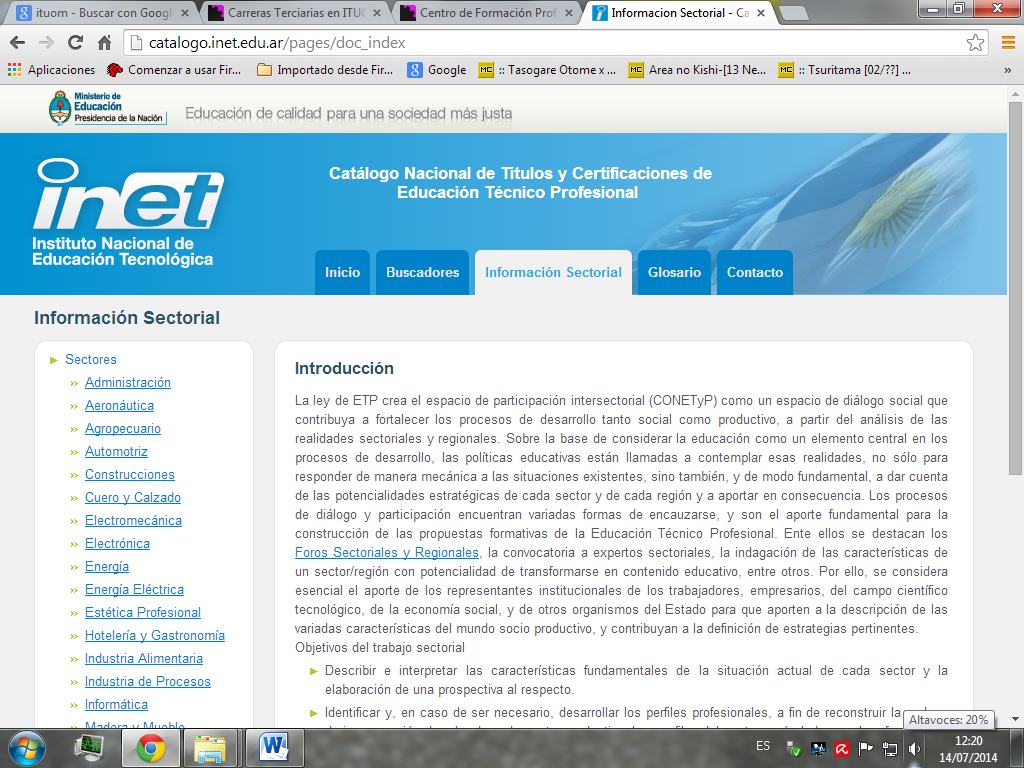 ituom - Buscar con Googl
Carreras Terciarias en ITUC
Centro de Formación Prof
Informacion Sectorial - Ca
catalogo.inet.edu.ar/pages/doc_index
Aplicaciones
Comenzar a usar Fir...
Importado desde Fir...
Google
MC :: Tasogare Otome x ...
MC Area no Kishi-[13 Ne...
MC :: Tsuritama [02/??] ...
»
Ministerio de
Educación
Presidencia de la Nación
Educación de calidad para una sociedad más justa
inet
Instituto Nacional de
Educación Tecnológica
Catálogo Nacional de Títulos y Certificaciones de
Educación Técnico Profesional
Inicio
Buscadores
Información Sectorial
Glosario
Contacto
Información Sectorial
Sectores
Administración
Aeronáutica
Agropecuario
Automotriz
Construcciones
Cuero y Calzado
Electromecánica
Electrónica
Energía
Energía Eléctrica
Estética Profesional
Hotelería y Gastronomía
Industria Alimentaria
Industria de Procesos
Informática
Madera y Mueble
Introducción
La ley de ETP crea el espacio de participación intersectorial (CONETyP) como un espacio de diálogo social que
contribuya a fortalecer los procesos de desarrollo tanto social como productivo, a partir del análisis de las
realidades sectoriales y regionales. Sobre la base de considerar la educación como un elemento central en los
procesos de desarrollo, las políticas educativas están llamadas a contemplar esas realidades, no sólo para
responder de manera mecánica a las situaciones existentes, sino también, y de modo fundamental, a dar cuenta
de las potencialidades estratégicas de cada sector y de cada región y a aportar en consecuencia. Los procesos
de diálogo y participación encuentran variadas formas de encauzarse, y son el aporte fundamental para la
construcción de las propuestas formativas de la Educación Técnico Profesional. Ente ellos se destacan los
Foros Sectoriales y Regionales, la convocatoria a expertos sectoriales, la indagación de las características de
un sector/región con potencialidad de transformarse en contenido educativo, entre otros. Por ello, se considera
esencial el aporte de los representantes institucionales de los trabajadores, empresarios, del campo científico
tecnológico, de la economía social, y de otros organismos del Estado para que aporten a la descripción de las
variadas características del mundo socio productivo, y contribuyan a la definición de estrategias pertinentes.
Objetivos del trabajo sectorial
Describir e interpretar las características fundamentales de la situación actual de cada sector y la
elaboración de una prospectiva al respecto.
Identificar y, en caso de ser necesario, desarrollar los perfiles profesionales, a fin de reconstruir la
Altavoces: 20%
ES
12:20
14/07/2014